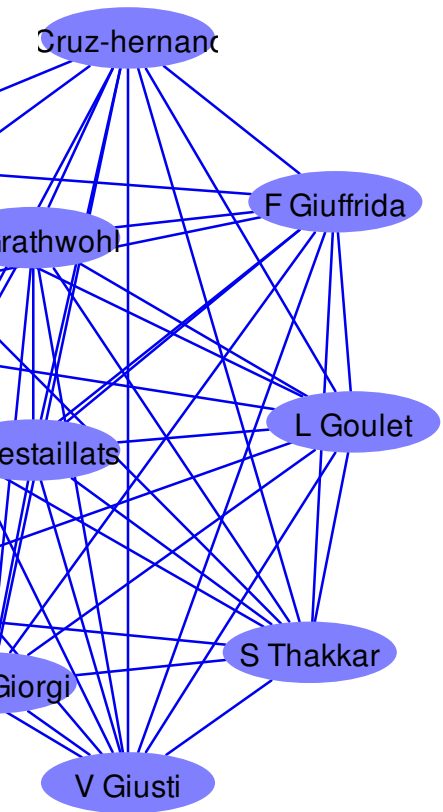 Cruz-hernand
F Giuffrida
rathwohl
L Goulet
estaillats
S Thakkar
Giorgi
V Giusti